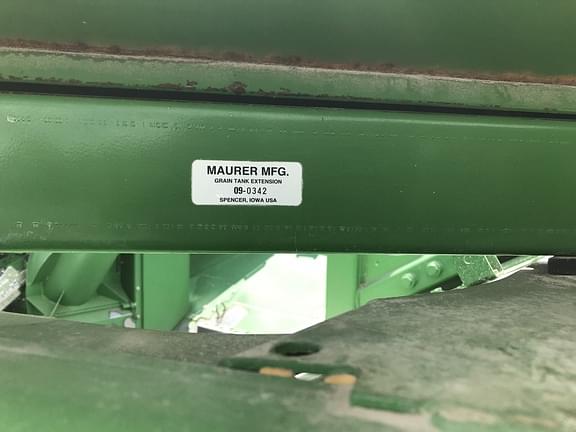 MAURER MFG.
GRAIN TANK EXTENSION
09-0342
SPENCER, IOWA USA